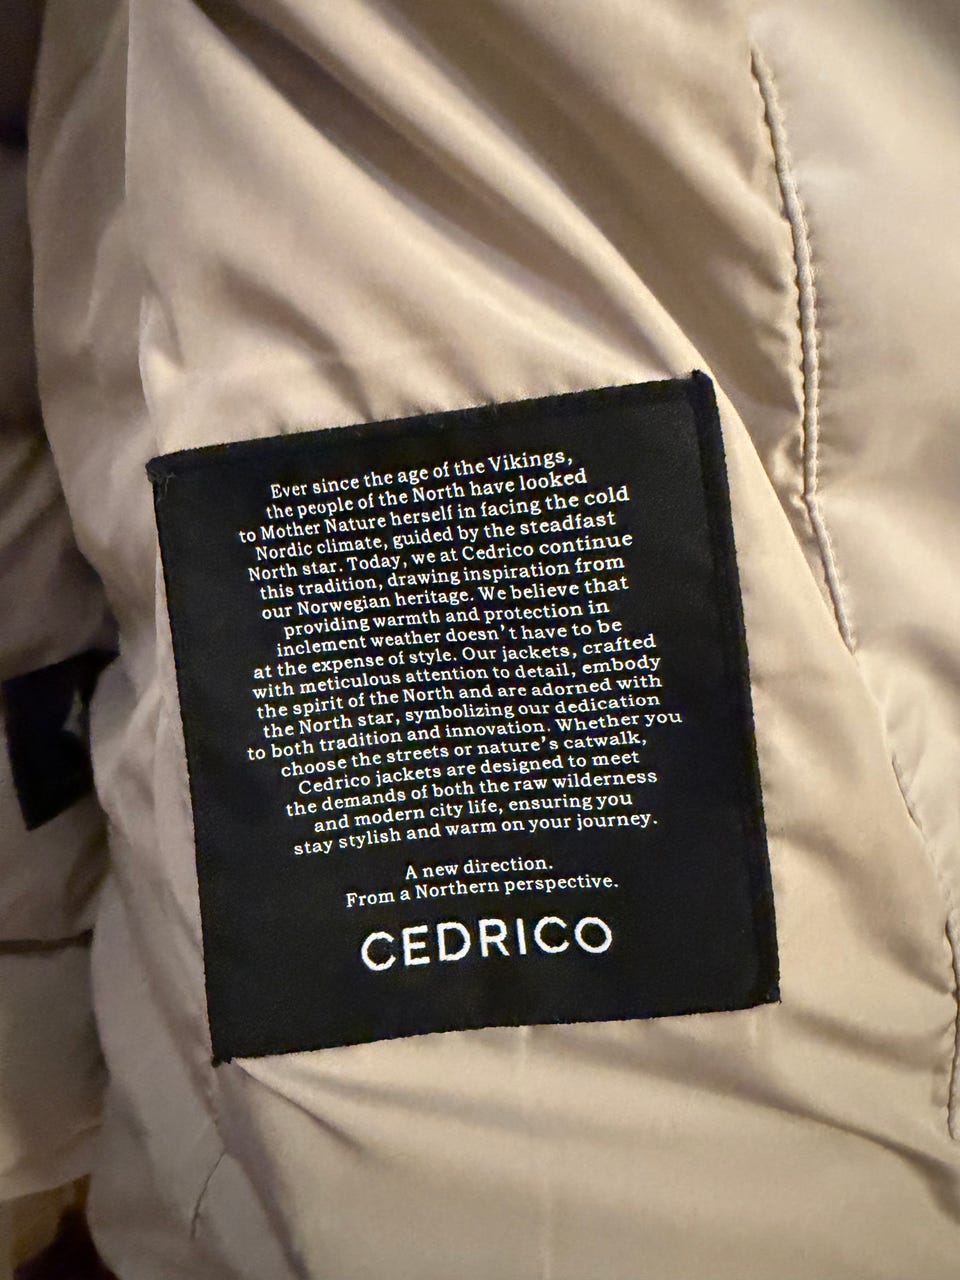 Ever since the age of the Vikings,
the people of the North have looked
to Mother Nature herself in facing the cold
Nordic climate, guided by the steadfast
North star. Today, we at Cedrico continue
this tradition, drawing inspiration from
our Norwegian heritage. We believe that
providing warmth and protection in
inclement weather doesn't have to be
at the expense of style. Our jackets, crafted
with meticulous attention to detail, embody
the spirit of the North and are adorned with
the North star, symbolizing our dedication
to both tradition and innovation. Whether you
choose the streets or nature's catwalk,
Cedrico jackets are designed to meet
the demands of both the raw wilderness
and modern city life, ensuring you
stay stylish and warm on your journey.
A new direction.
From a Northern perspective.
CEDRICO